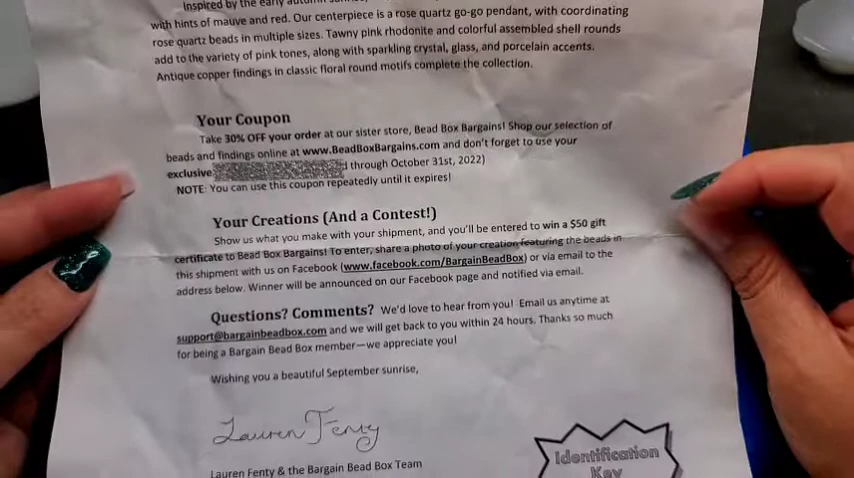 Inspired by the early autumn sunrise,
with hints of mauve and red. Our centerpiece is a rose quartz go-go pendant, with coordinating
rose quartz beads in multiple sizes. Tawny pink rhodonite and colorful assembled shell rounds
add to the variety of pink tones, along with sparkling crystal, glass, and porcelain accents.
Antique copper findings in classic floral round motifs complete the collection.
Your Coupon
Take 30% OFF your order at our sister store, Bead Box Bargains! Shop our selection of
beads and findings online at www.BeadBoxBargains.com and don't forget to use your
exclusive through October 31st, 2022)
NOTE: You can use this coupon repeatedly until it expires!
Your Creations (And a Contest!)
Show us what you make with your shipment, and you'll be entered to win a $50 gift
certificate to Bead Box Bargains! To enter, share a photo of your creation featuring the beads in
this shipment with us on Facebook (www.facebook.com/BargainBeadBox) or via email to the
address below. Winner will be announced on our Facebook page and notified via email.
Questions? Comments? We'd love to hear from you! Email us anytime at
support@bargainbeadbox.com and we will get back to you within 24 hours. Thanks so much
for being a Bargain Bead Box member—we appreciate you!
Wishing you a beautiful September sunrise,
Lauren Fenty
Lauren Fenty & the Bargain Bead Box Team
Identification
Key